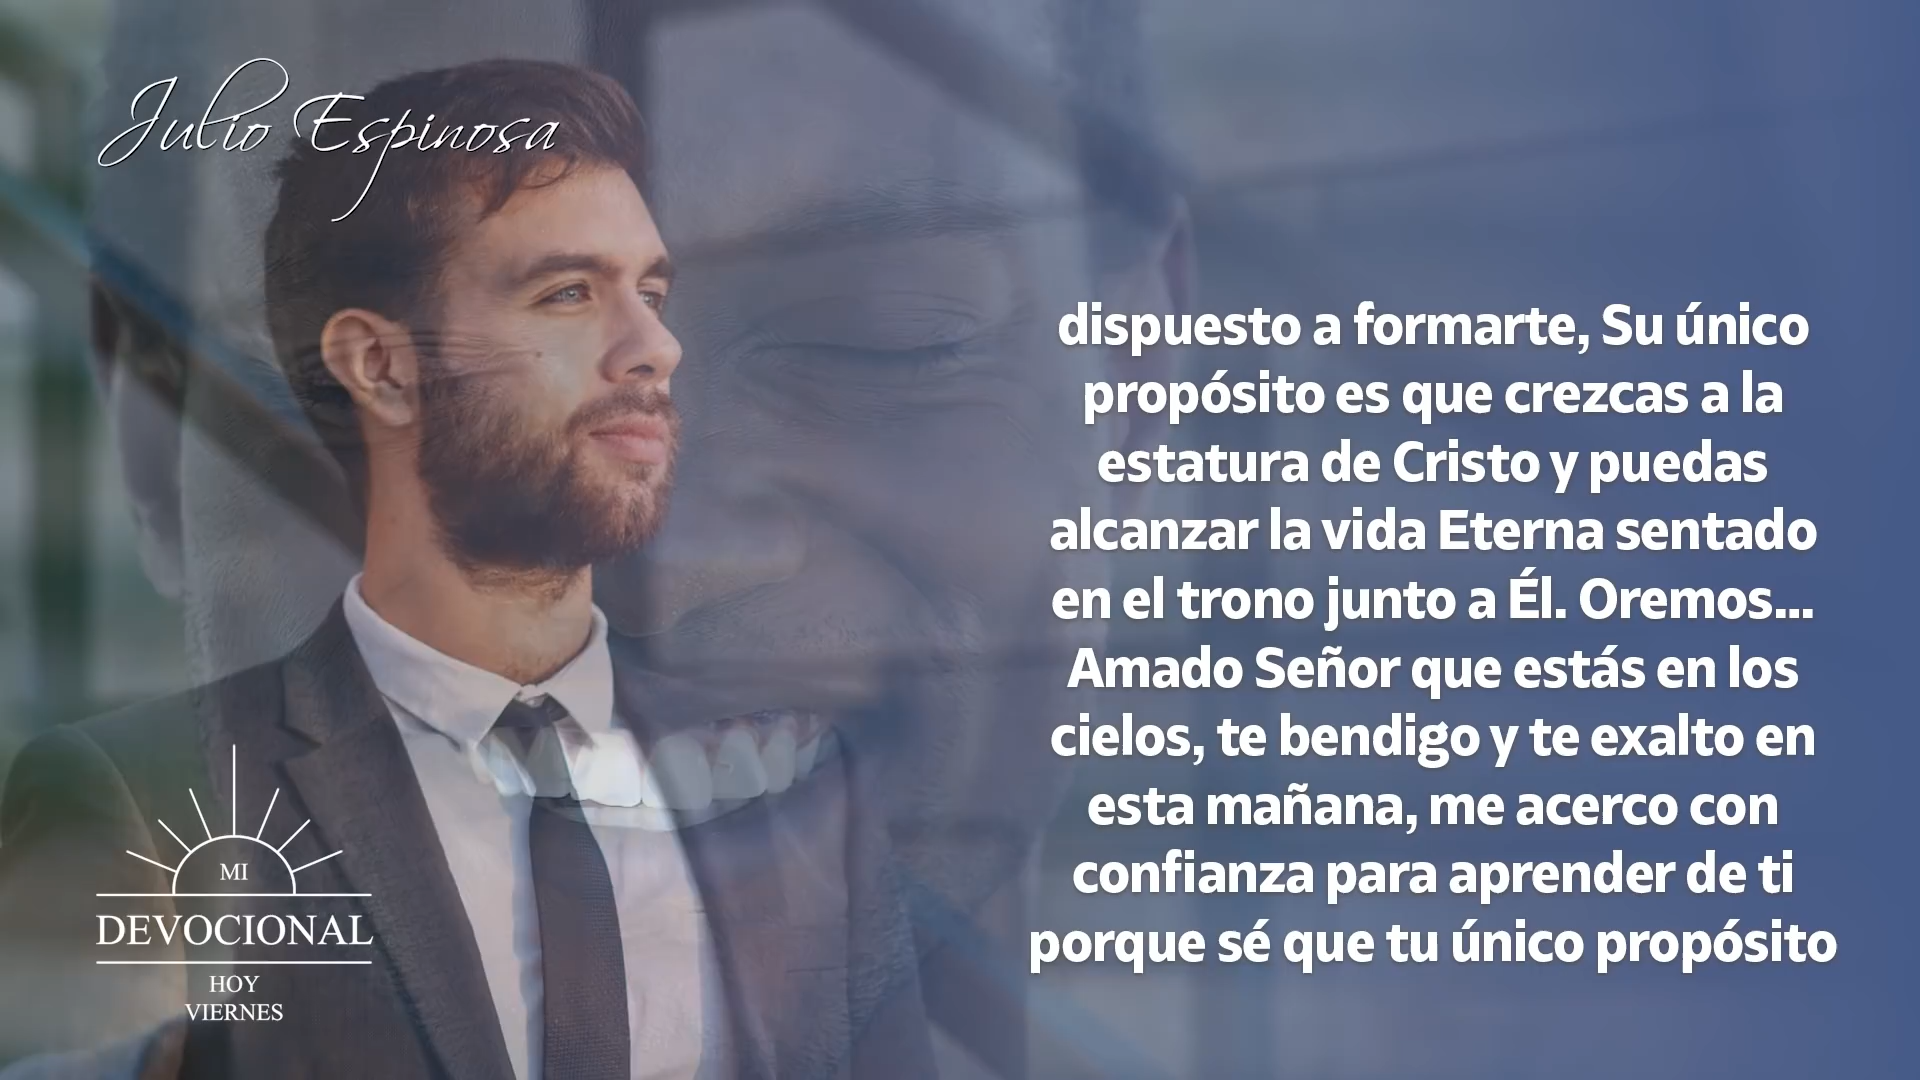 Julio Espinosa
dispuesto a formarte, Su único
propósito es que crezcas a la
estatura de Cristo y puedas
alcanzar la vida Eterna sentado
en el trono junto a Él. Oremos...
Amado Señor que estás en los
cielos, te bendigo y te exalto en
esta mañana, me acerco con
confianza para aprender de ti
porque sé que tu único propósito
MI
DEVOCIONAL
HOY
VIERNES